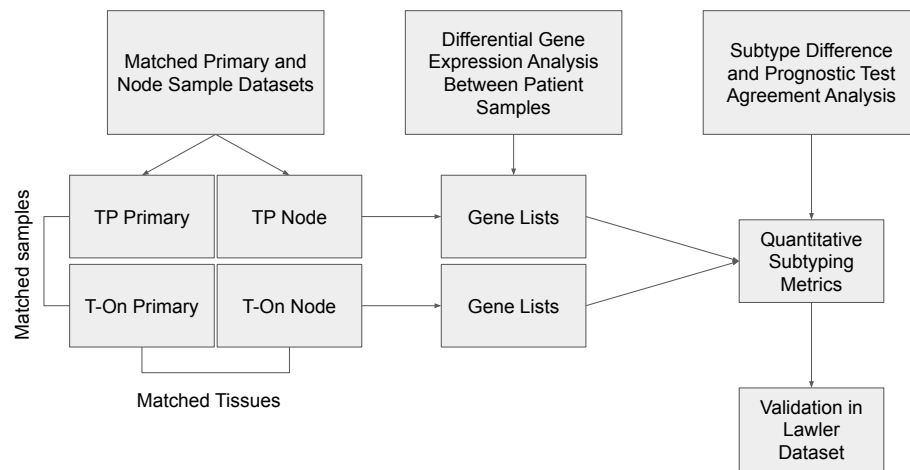 Matched Primary and
Node Sample Datasets
Differential Gene
Expression Analysis
Between Patient
Samples
Subtype Difference
and Prognostic Test
Agreement Analysis
Matched samples
TP Primary
TP Node
Gene Lists
T-On Primary
T-On Node
Gene Lists
Quantitative
Subtyping
Metrics
Matched Tissues
Validation in
Lawler
Dataset